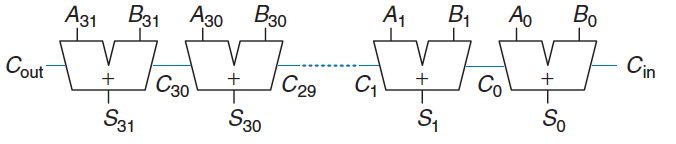 A31 B31 A30 B30 A1 B1 A0 B0
Cout + C30 + C29 C1 + C0 + Cin
S31 S30 S1 S0